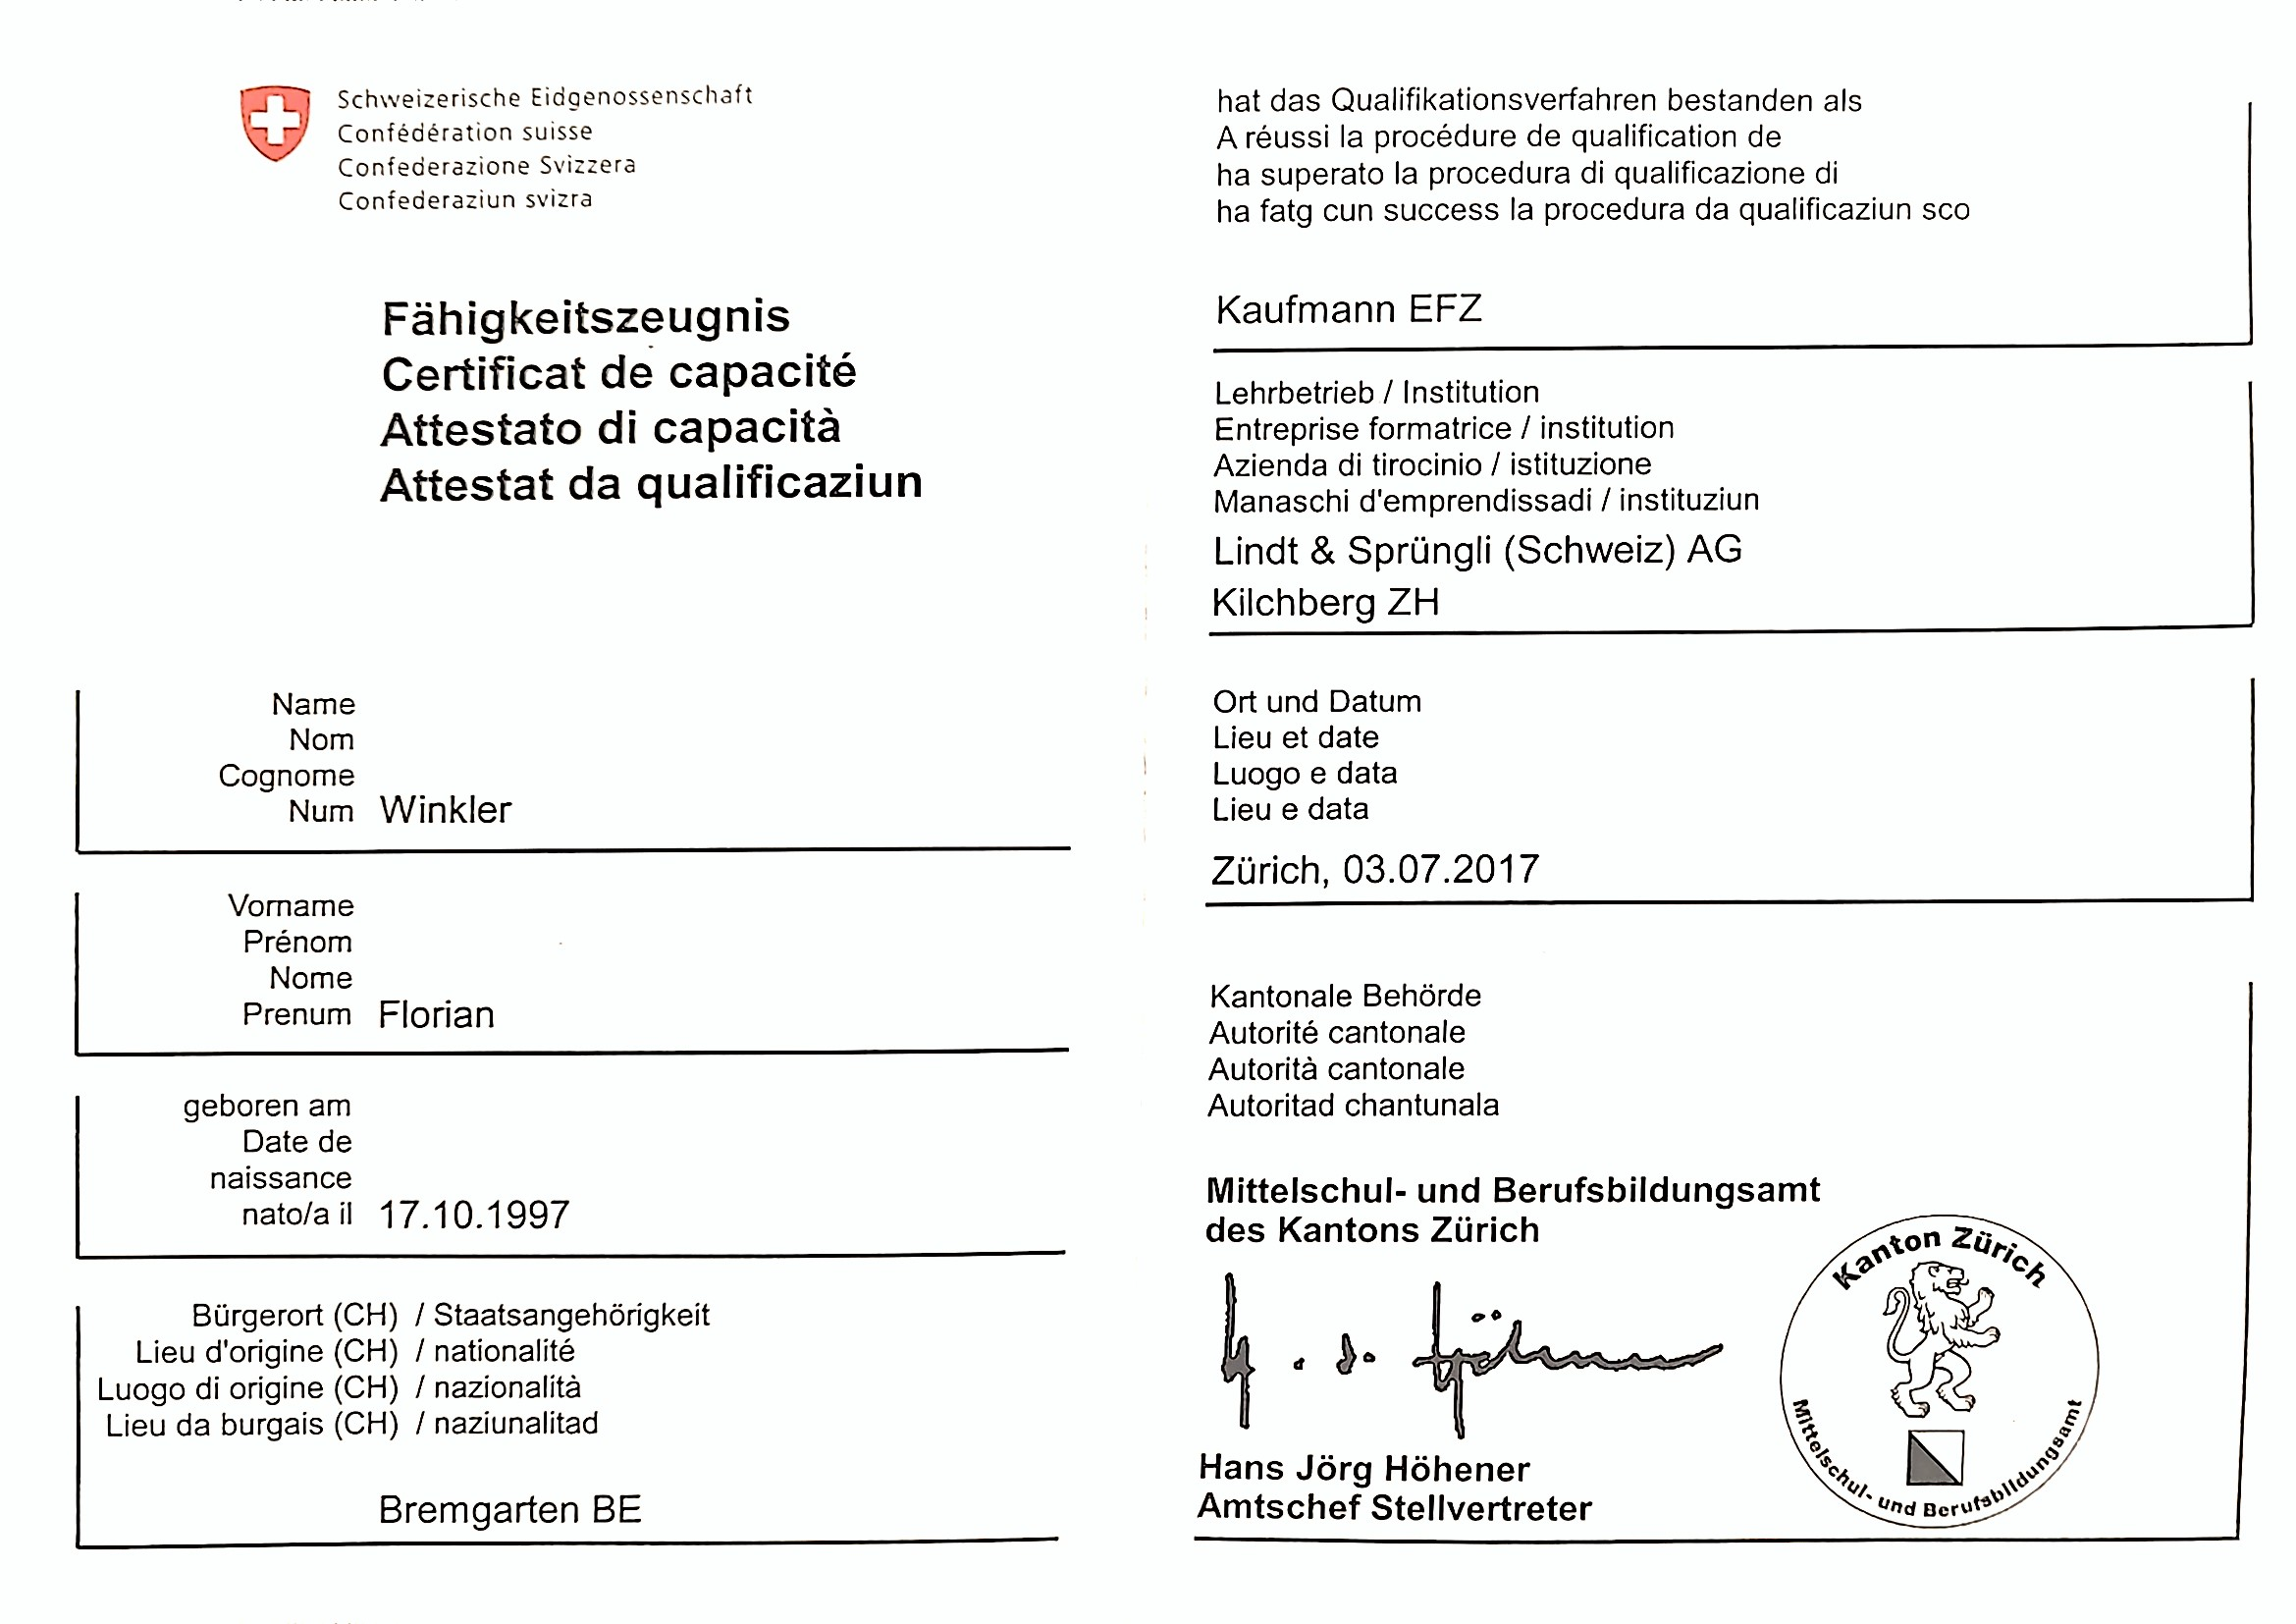 Schweizerische Eidgenossenschaft
Confédération suisse
Confederazione Svizzera
Confederaziun svizra
Fähigkeitszeugnis
Certificat de capacité
Attestato di capacità
Attestat da qualificaziun
Name
Nom
Cognome
Num Winkler
Vorname
Prénom
Nome
Prenum Florian
geboren am
Date de
naissance
nato/a il 17.10.1997
Bürgerort (CH) / Staatsangehörigkeit
Lieu d'origine (CH) / nationalité
Luogo di origine (CH) / nazionalità
Lieu da burgais (CH) / naziunalitad
Bremgarten BE
hat das Qualifikationsverfahren bestanden als
A réussi la procédure de qualification de
ha superato la procedura di qualificazione di
ha fatg cun success la procedura da qualificaziun sco
Kaufmann EFZ
Lehrbetrieb / Institution
Entreprise formatrice / institution
Azienda di tirocinio / istituzione
Manaschi d'emprendissadi / instituziun
Lindt & Sprüngli (Schweiz) AG
Kilchberg ZH
Ort und Datum
Lieu et date
Luogo e data
Lieu e data
Zürich, 03.07.2017
Kantonale Behörde
Autorité cantonale
Autorità cantonale
Autoritad chantunala
Mittelschul- und Berufsbildungsamt
des Kantons Zürich
Hans Jörg Höhener
Amtschef Stellvertreter
Kanton Zürich
Mittelschul- und Berufsbildungsamt